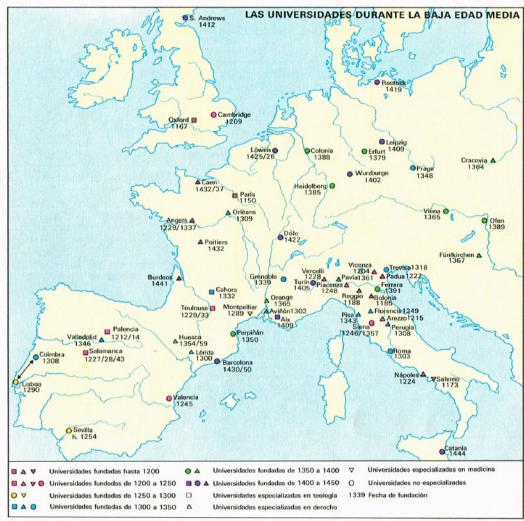 LAS UNIVERSIDADES DURANTE LA BAJA EDAD MEDIA
S. Andrews
1412
Rostock
1419
Cambridge
1209
Oxford
1167
Löwen
1425/26
Colonia
1388
Erfurt
1379
Leipzig
1409
Cracovia
1364
Praga
1348
Wurzburgo
1402
Heidelberg
1385
Caen
1432/37
París
1150
Orleáns
1309
Angers
1229/1337
Viena
1365
Ofen
1389
Poitiers
1432
Dôle
1422
Fünfkirchen
1367
Burdeos
1441
Cahors
1332
Grenoble
1339
Vercelli
1228
Vicenza
1204
Treviso 1318
Padua 1222
Turín
1405
Pavía 1361
Piacenza
1248
Ferrara
1391
Reggio
188
Bolonia
1185
Toulouse
1229/33
Montpellier
1289
Orange
1365
Aviñón 1303
Aix
1409
Pisa
1343
Florencia 1349
Arezzo 1215
Siena
1246/1357
Perugia
1308
Palencia
1212/14
Valladolid
1346
Salamanca
1227/28/43
Huesca
1354/59
Perpiñán
1350
Lérida
1300
Barcelona
1430/50
Roma
1303
Coimbra
1308
Lisboa
1290
Valencia
1245
Nápoles
1224
Salerno
1173
Sevilla
h. 1254
Catania
1444
Universidades fundadas hasta 1200
Universidades fundadas de 1200 a 1250
Universidades fundadas de 1250 a 1300
Universidades fundadas de 1300 a 1350
Universidades fundadas de 1350 a 1400
Universidades fundadas de 1400 a 1450
Universidades especializadas en teología
Universidades especializadas en derecho
Universidades especializadas en medicina
Universidades no especializadas
1339 Fecha de fundación